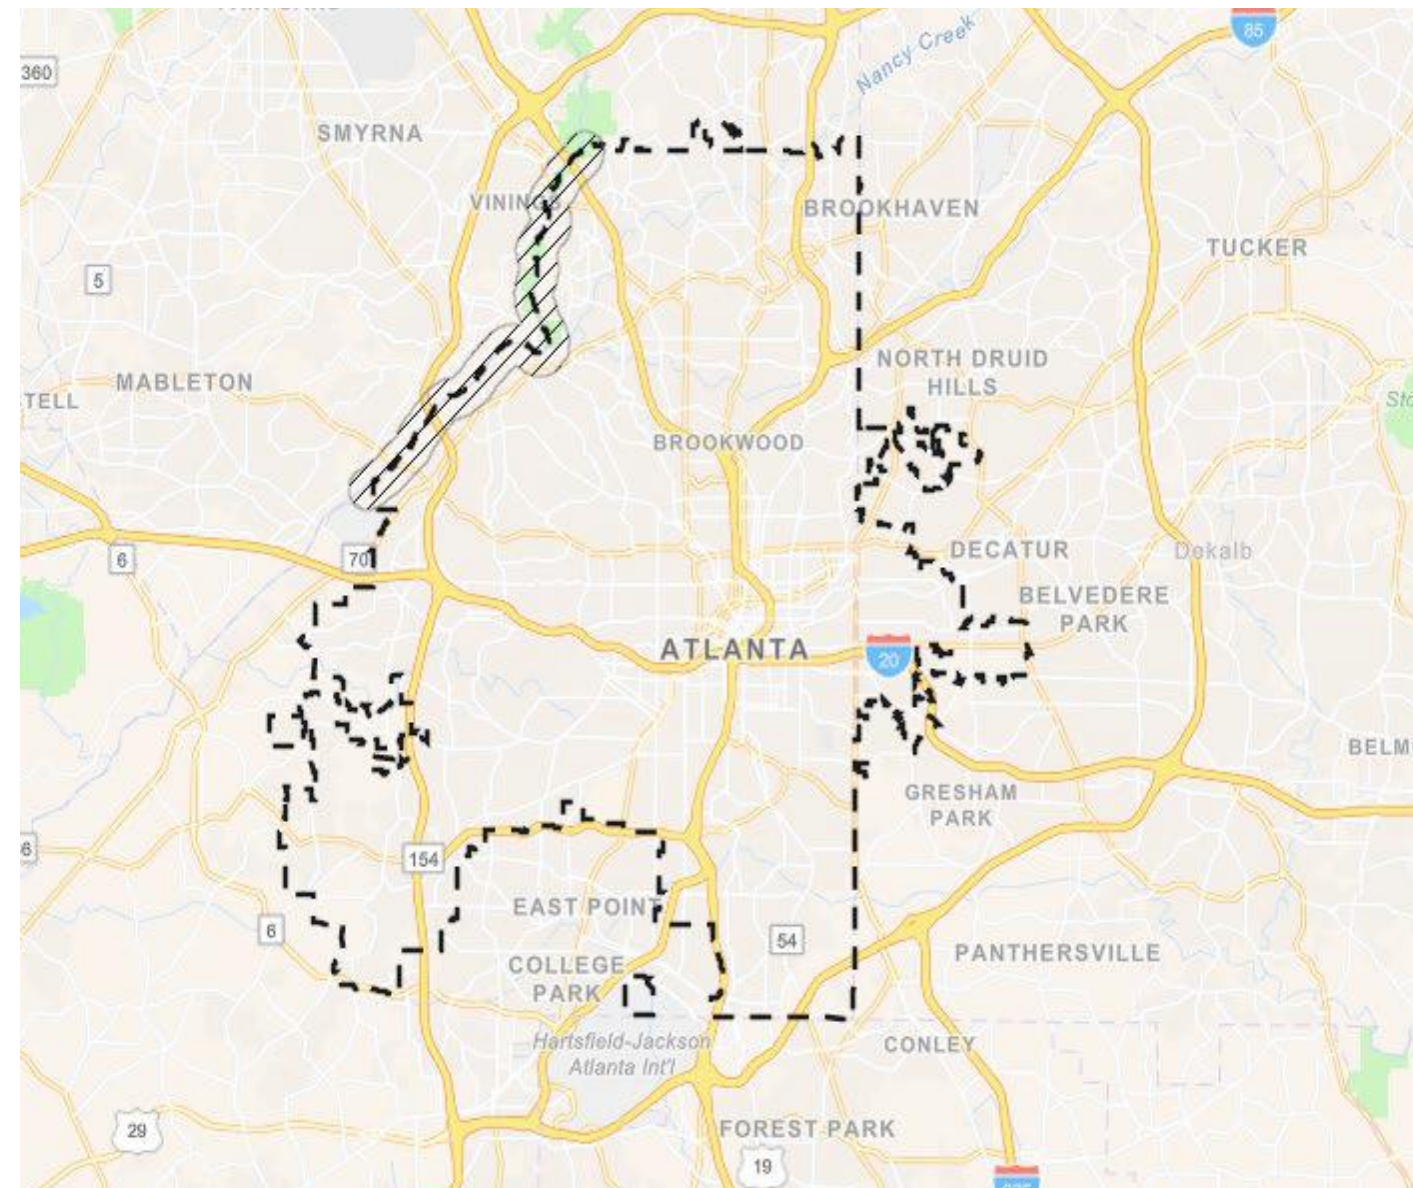 85
Nancy Creek
360
SMYRNA
VININGS
BROOKHAVEN
TUCKER
5
NORTH DRUID
HILLS
MABLETON
TELL
BROOKWOOD
70
6
DECATUR
Dekalb
BELVEDERE
PARK
ATLANTA
20
BELM
GRESHAM
PARK
6
154
EAST POINT
6
54
COLLEGE
PARK
PANTHERSVILLE
Hartsfield-Jackson
Atlanta Int'l
CONLEY
29
FOREST PARK
19